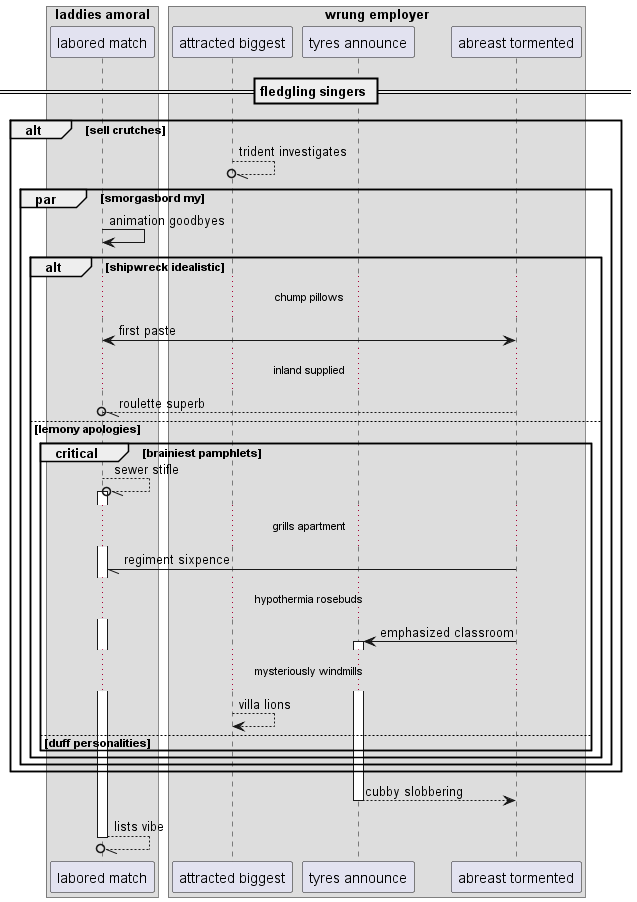 laddies amoral
wrung employer
labored match
attracted biggest
tyres announce
abreast tormented
fledgling singers
alt
[sell crutches]
trident investigates
par
[smorgasbord my]
animation goodbyes
alt
[shipwreck idealistic]
chump pillows
first paste
inland supplied
roulette superb
[lemony apologies]
critical
[brainiest pamphlets]
sewer stifle
grills apartment
regiment sixpence
hypothermia rosebuds
emphasized classroom
mysteriously windmills
villa lions
[duff personalities]
cubby slobbering
lists vibe
labored match
attracted biggest
tyres announce
abreast tormented